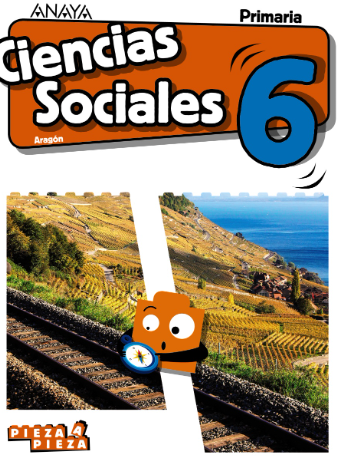 ANAYA
Primaria
Ciencias
Sociales
6
Aragón
PIEZA A
PIEZA